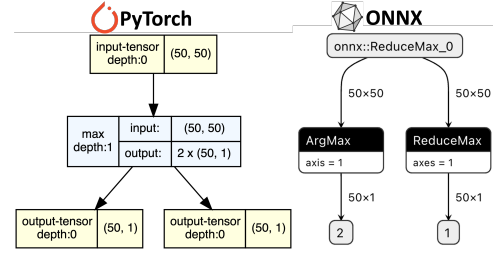 PyTorch
input-tensor
depth:0
(50, 50)
max
depth:1
input:
(50, 50)
output:
2 x (50, 1)
output-tensor
depth:0
(50, 1)
output-tensor
depth:0
(50, 1)
ONNX
onnx::ReduceMax_0
50×50
50×50
ArgMax
axis = 1
ReduceMax
axes = 1
50×1
50×1
2
1